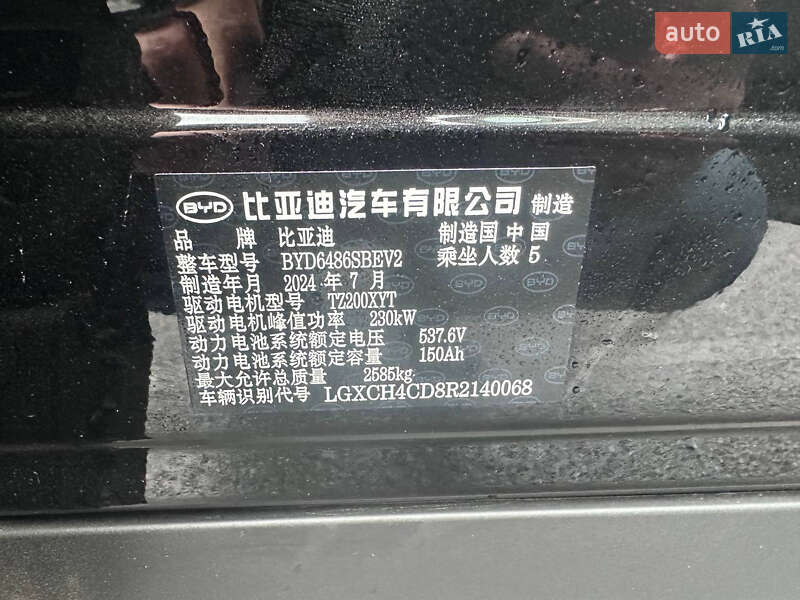 auto RIA .com
BYD 比亚迪汽车有限公司 制造
品 牌 比亚迪 制造国 中国
整车型号 BYD6486SBEV2 乘坐人数 5
制造年月 2024 年 7 月
驱动电机型号 TZ200XYT
驱动电机峰值功率 230kW
动力电池系统额定电压 537.6V
动力电池系统额定容量 150Ah
最大允许总质量 2585kg
车辆识别代号 LGXCH4CD8R2140068